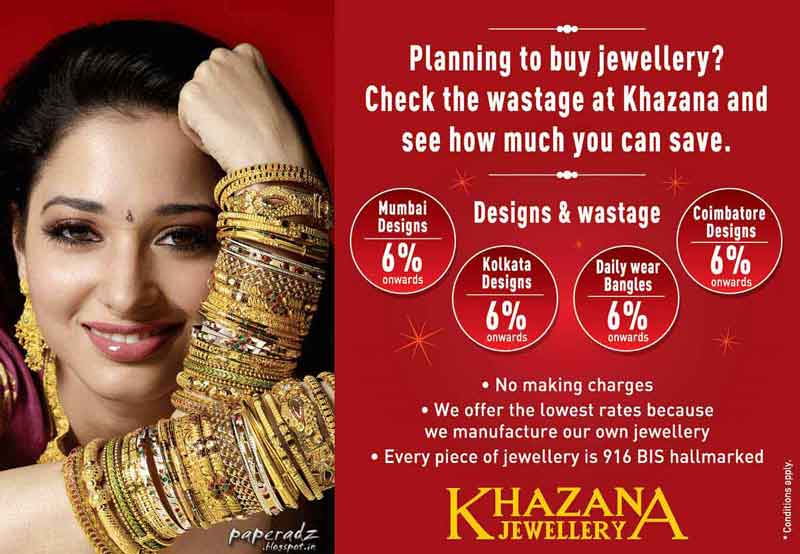 Planning to buy jewellery?
Check the wastage at Khazana and
see how much you can save.
Designs & wastage
Mumbai
Designs
6%
onwards
Kolkata
Designs
6%
onwards
Daily wear
Bangles
6%
onwards
Coimbatore
Designs
6%
onwards
• No making charges
• We offer the lowest rates because
we manufacture our own jewellery
• Every piece of jewellery is 916 BIS hallmarked
KHAZANA
JEWELLERY
* Conditions apply.
paperadz
.blogspot.in